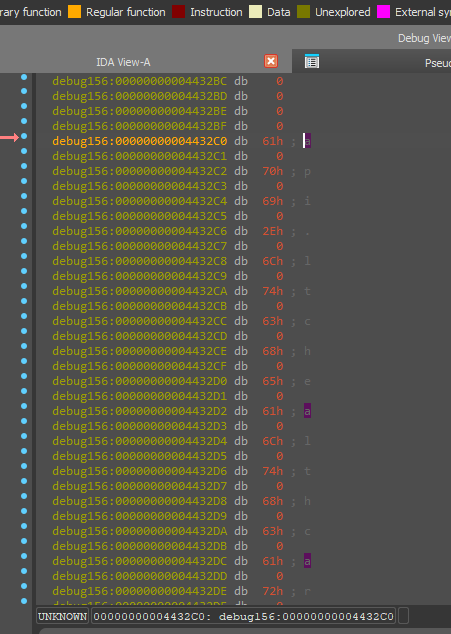 rary function Regular function Instruction Data Unexplored External sy
Debug View
IDA View-A Pseud
debug156:00000000004432BC db 0
debug156:00000000004432BD db 0
debug156:00000000004432BE db 0
debug156:00000000004432BF db 0
debug156:00000000004432C0 db 61h ; a
debug156:00000000004432C1 db 0
debug156:00000000004432C2 db 70h ; p
debug156:00000000004432C3 db 0
debug156:00000000004432C4 db 69h ; i
debug156:00000000004432C5 db 0
debug156:00000000004432C6 db 2Eh ; .
debug156:00000000004432C7 db 0
debug156:00000000004432C8 db 6Ch ; l
debug156:00000000004432C9 db 0
debug156:00000000004432CA db 74h ; t
debug156:00000000004432CB db 0
debug156:00000000004432CC db 63h ; c
debug156:00000000004432CD db 0
debug156:00000000004432CE db 68h ; h
debug156:00000000004432CF db 0
debug156:00000000004432D0 db 65h ; e
debug156:00000000004432D1 db 0
debug156:00000000004432D2 db 61h ; a
debug156:00000000004432D3 db 0
debug156:00000000004432D4 db 6Ch ; l
debug156:00000000004432D5 db 0
debug156:00000000004432D6 db 74h ; t
debug156:00000000004432D7 db 0
debug156:00000000004432D8 db 68h ; h
debug156:00000000004432D9 db 0
debug156:00000000004432DA db 63h ; c
debug156:00000000004432DB db 0
debug156:00000000004432DC db 61h ; a
debug156:00000000004432DD db 0
debug156:00000000004432DE db 72h ; r
debug156:00000000004432DF db 0
UNKNOWN 00000000004432C0: debug156:00000000004432C0